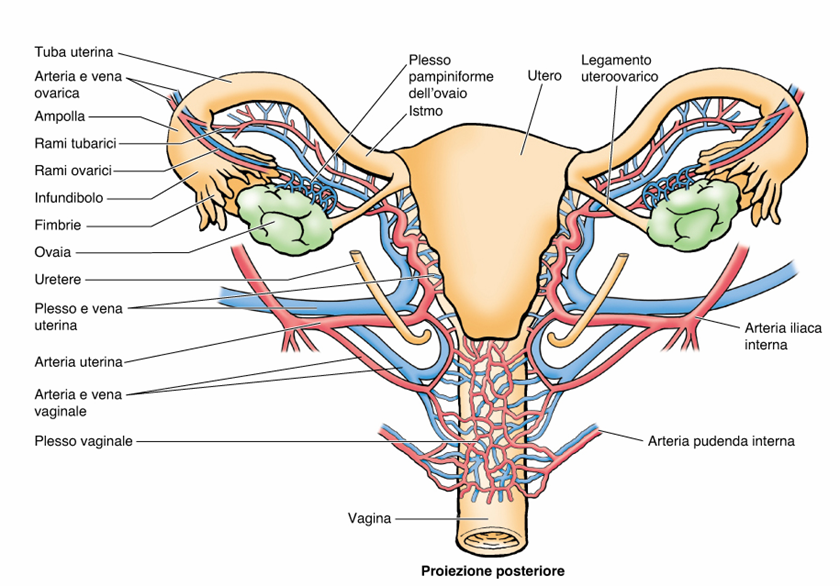 Tuba uterina
Arteria e vena
ovarica
Ampolla
Rami tubarici
Rami ovarici
Infundibolo
Fimbrie
Ovaia
Uretere
Plesso e vena
uterina
Arteria uterina
Arteria e vena
vaginale
Plesso vaginale
Plesso
pampiniforme
dell'ovaio
Istmo
Utero
Legamento
uteroovarico
Arteria iliaca
interna
Arteria pudenda interna
Vagina
Proiezione posteriore